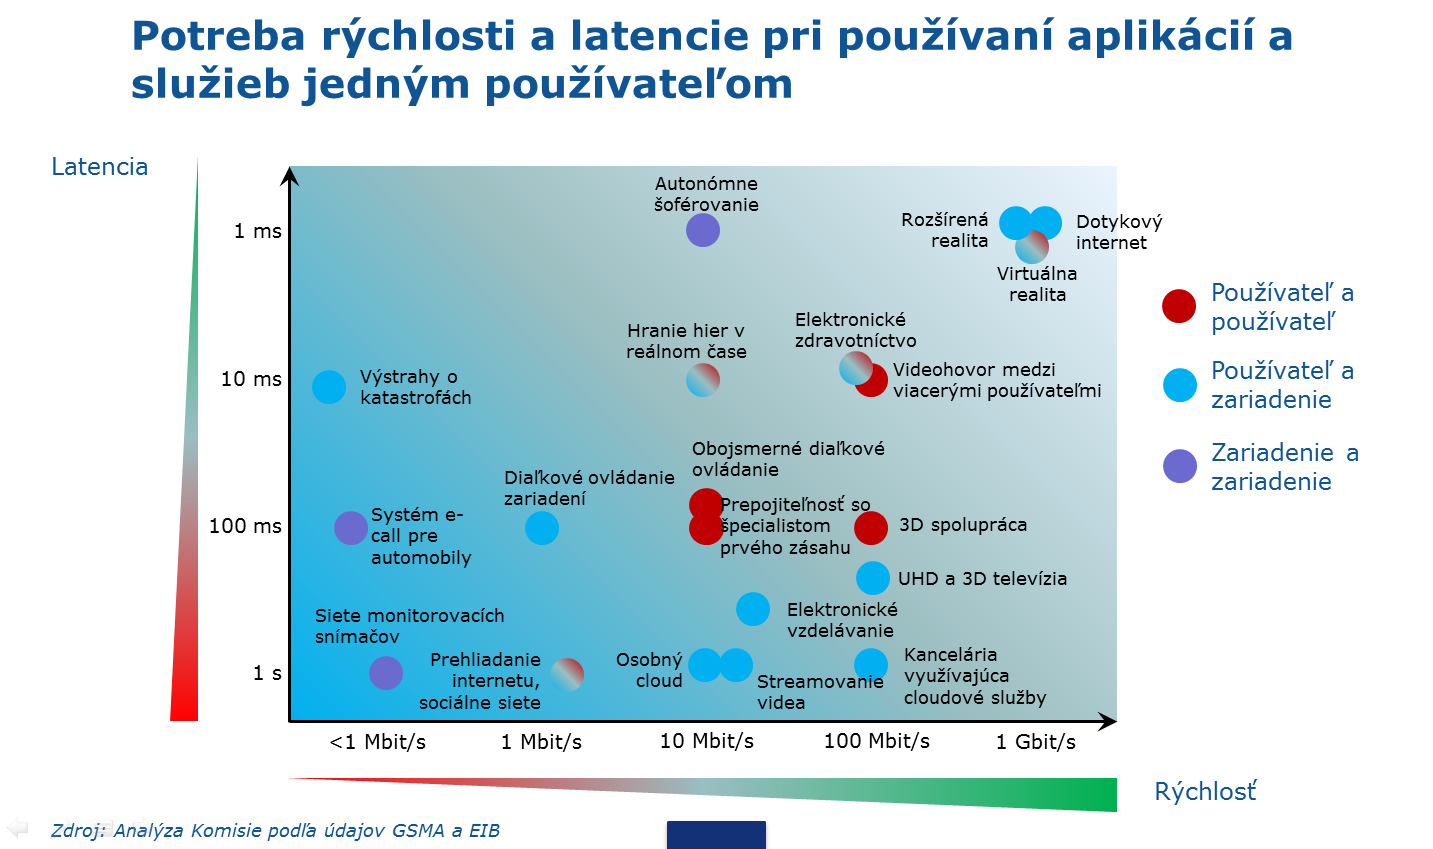 Potreba rýchlosti a latencie pri používaní aplikácií a
služieb jedným používateľom
Latencia
1 ms
10 ms
100 ms
1 s
Autonómne
šoférovanie
Rozšírená
realita
Dotykový
internet
Virtuálna
realita
Hranie hier v
reálnom čase
Elektronické
zdravotníctvo
Videohovor medzi
viacerými používateľmi
Výstrahy o
katastrofách
Obojsmerné diaľkové
ovládanie
Diaľkové ovládanie
zariadení
Prepojiteľnosť so
špecialistom
prvého zásahu
Systém e-
call pre
automobily
3D spolupráca
UHD a 3D televízia
Elektronické
vzdelávanie
Siete monitorovacích
snímačov
Prehliadanie
internetu,
sociálne siete
Osobný
cloud
Streamovanie
videa
Kancelária
využívajúca
cloudové služby
<1 Mbit/s
1 Mbit/s
10 Mbit/s
100 Mbit/s
1 Gbit/s
Rýchlosť
Používateľ a
používateľ
Používateľ a
zariadenie
Zariadenie a
zariadenie
Zdroj: Analýza Komisie podľa údajov GSMA a EIB